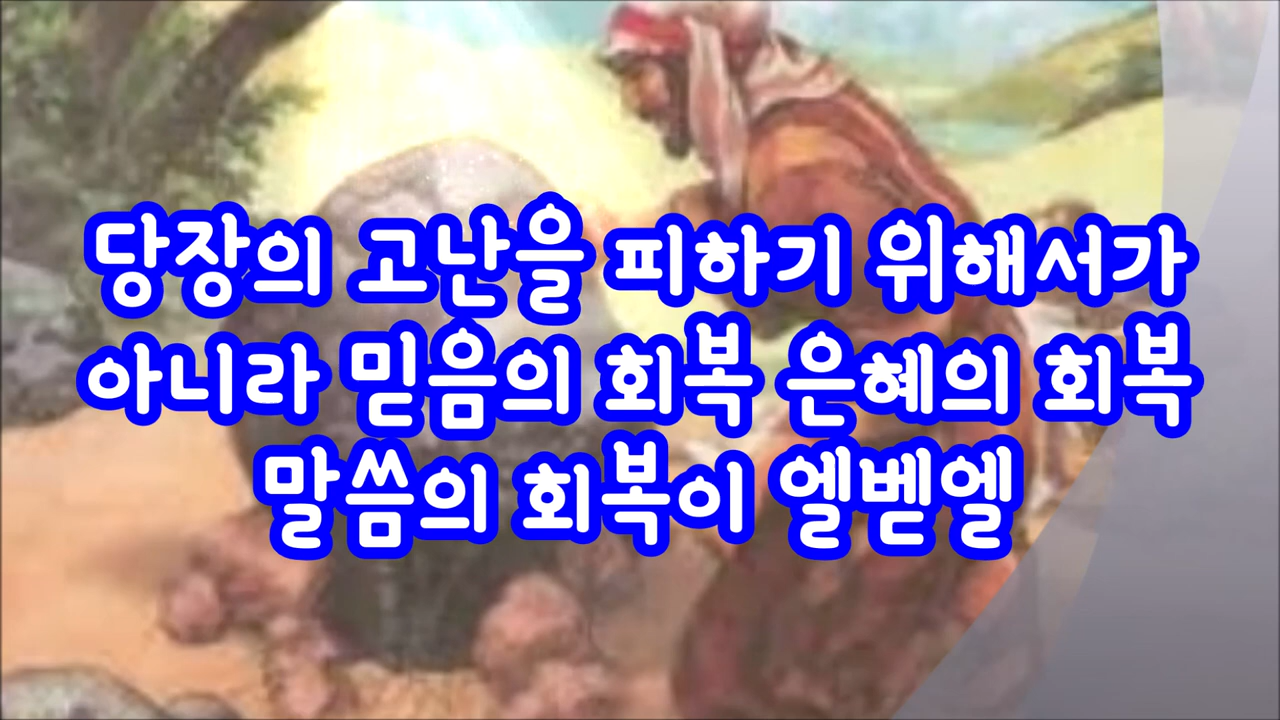 당장의 고난을 피하기 위해서가
아니라 믿음의 회복 은혜의 회복
말씀의 회복이 엘벧엘